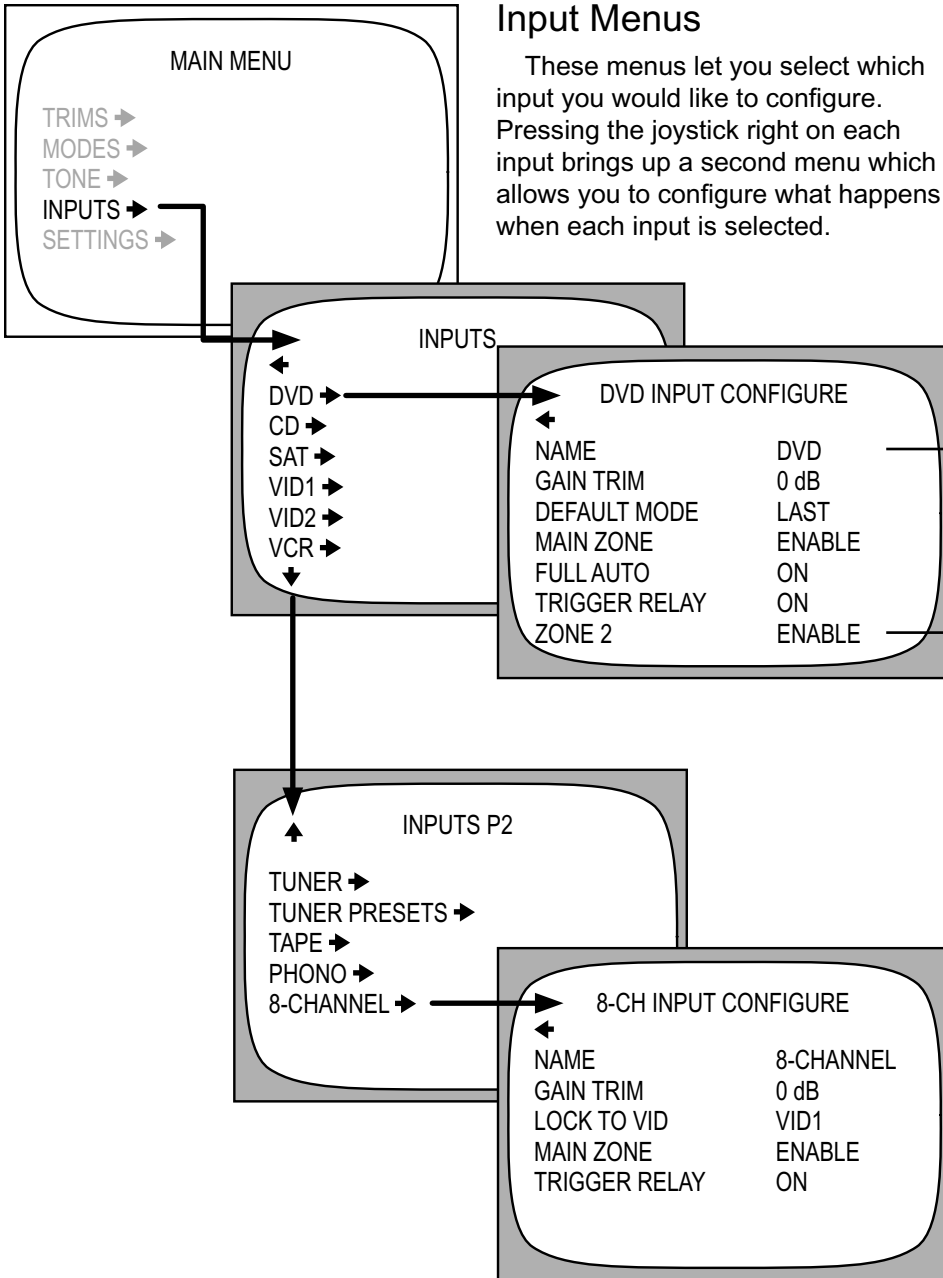 Input Menus
These menus let you select which
input you would like to configure.
Pressing the joystick right on each
input brings up a second menu which
allows you to configure what happens
when each input is selected.
MAIN MENU
TRIMS
MODES
TONE
INPUTS
SETTINGS
INPUTS
DVD
CD
SAT
VID1
VID2
VCR
DVD INPUT CONFIGURE
NAME DVD
GAIN TRIM 0 dB
DEFAULT MODE LAST
MAIN ZONE ENABLE
FULL AUTO ON
TRIGGER RELAY ON
ZONE 2 ENABLE
INPUTS P2
TUNER
TUNER PRESETS
TAPE
PHONO
8-CHANNEL
8-CH INPUT CONFIGURE
NAME 8-CHANNEL
GAIN TRIM 0 dB
LOCK TO VID VID1
MAIN ZONE ENABLE
TRIGGER RELAY ON